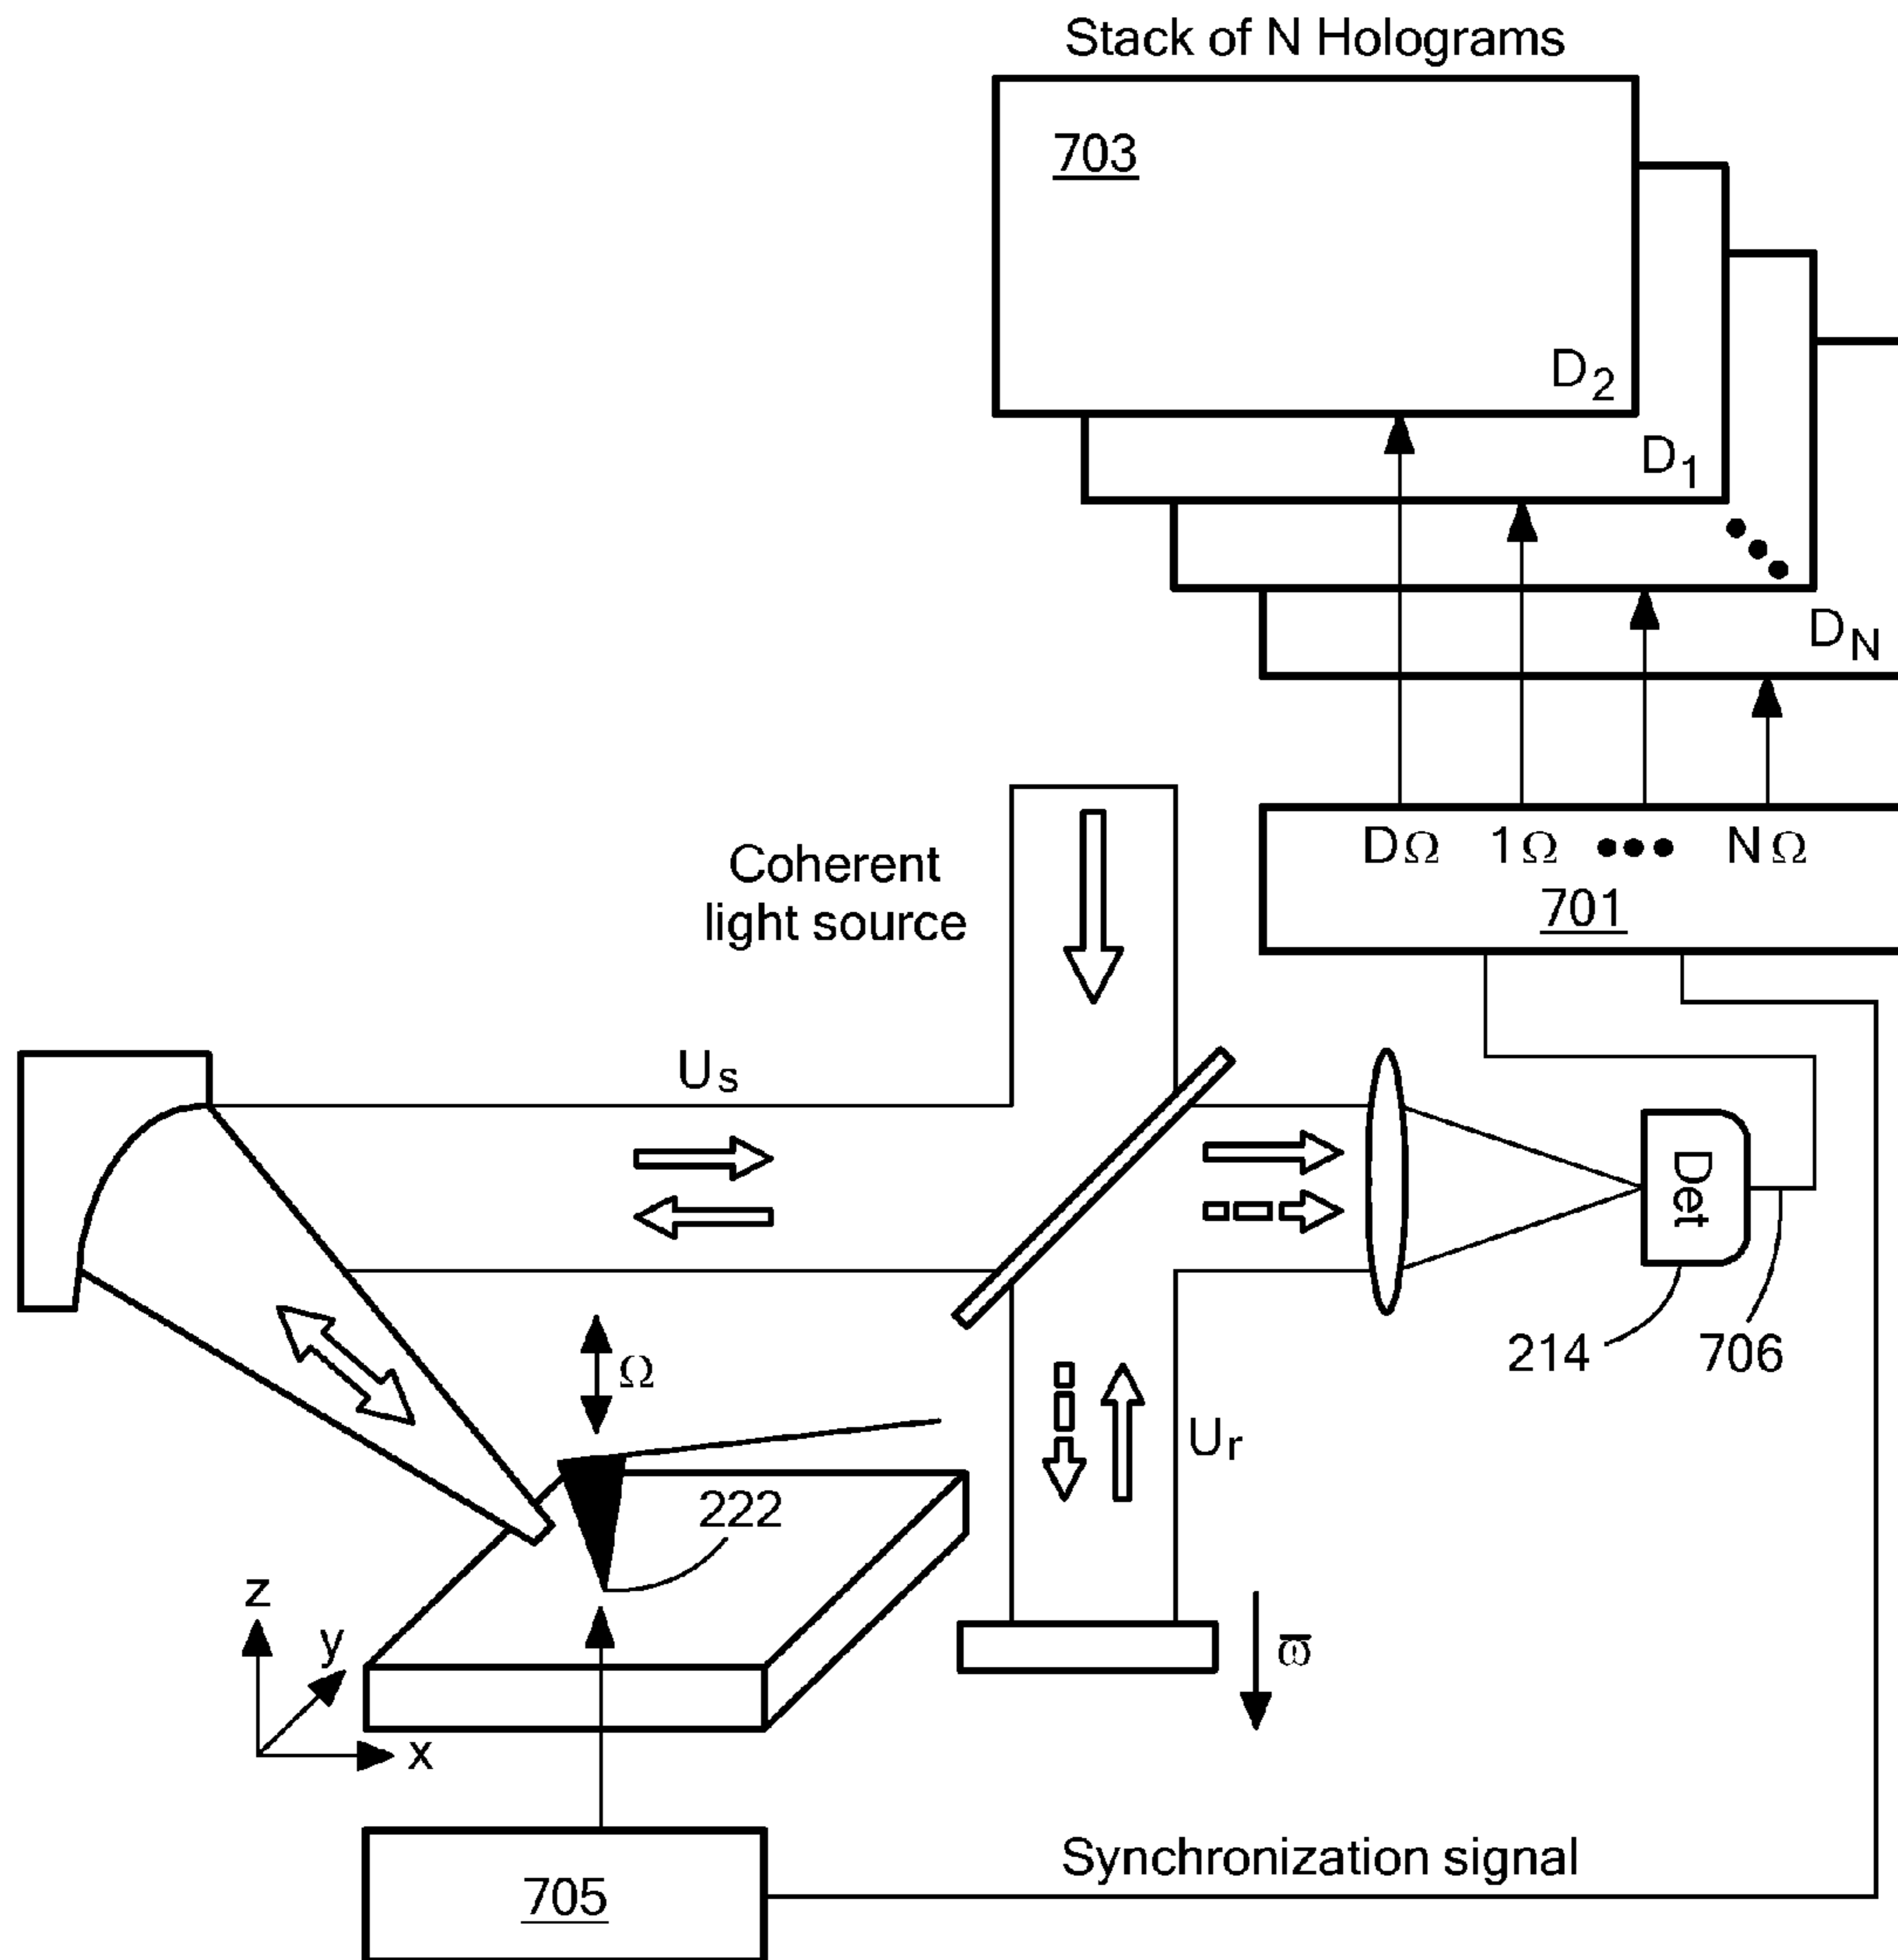 Stack of N Holograms
703
D2
D1
DN
DΩ 1Ω ••• NΩ
701
Coherent
light source
Us
Det
214
706
Ω
Ur
222
z
y
x
ϖ
Synchronization signal
705